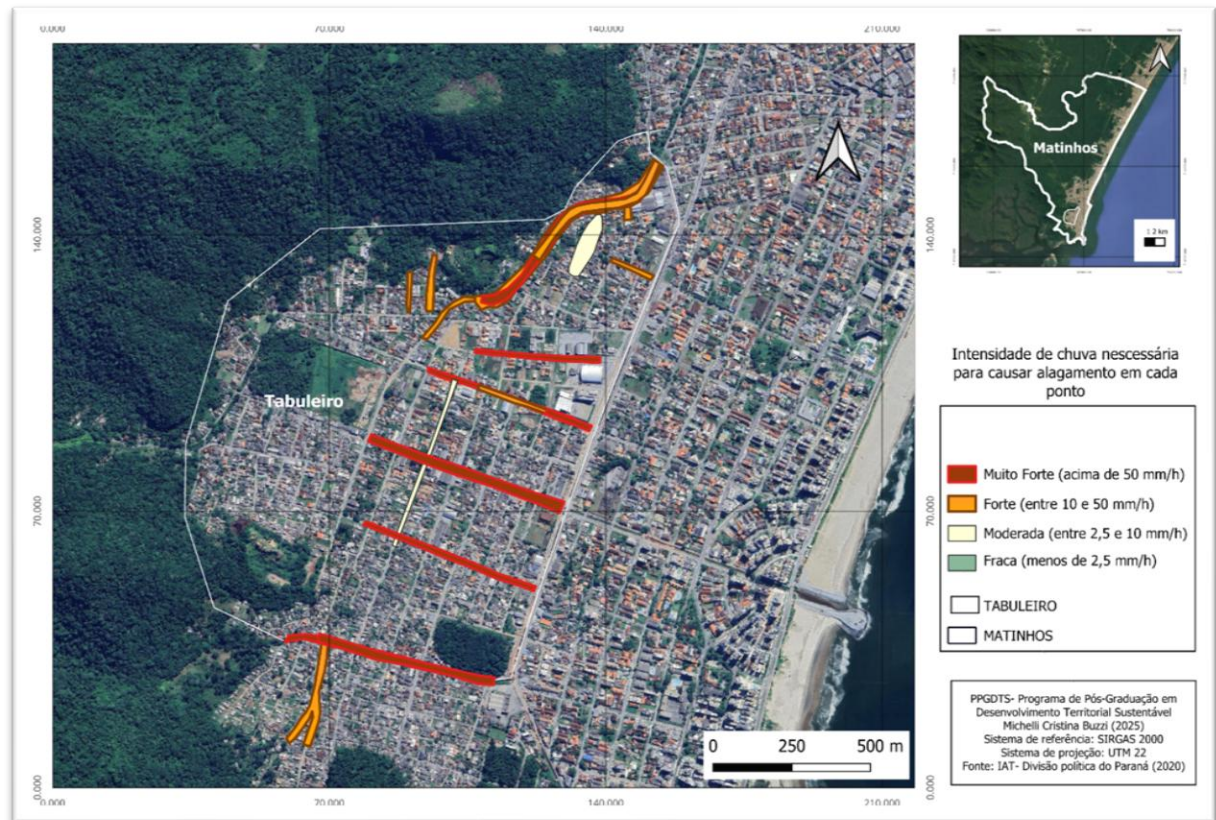 0.000 70.000 140.000 210.000
140.000
140.000
70.000
70.000
0.000
0.000
0.000 70.000 140.000 210.000
Tabuleiro
0 250 500 m
Matinhos
1 2 km
Intensidade de chuva nescessária
para causar alagamento em cada
ponto
Muito Forte (acima de 50 mm/h)
Forte (entre 10 e 50 mm/h)
Moderada (entre 2,5 e 10 mm/h)
Fraca (menos de 2,5 mm/h)
TABULEIRO
MATINHOS
PPGDTS- Programa de Pós-Graduação em
Desenvolvimento Territorial Sustentável
Michelli Cristina Buzzi (2025)
Sistema de referência: SIRGAS 2000
Sistema de projeção: UTM 22
Fonte: IAT- Divisão política do Paraná (2020)